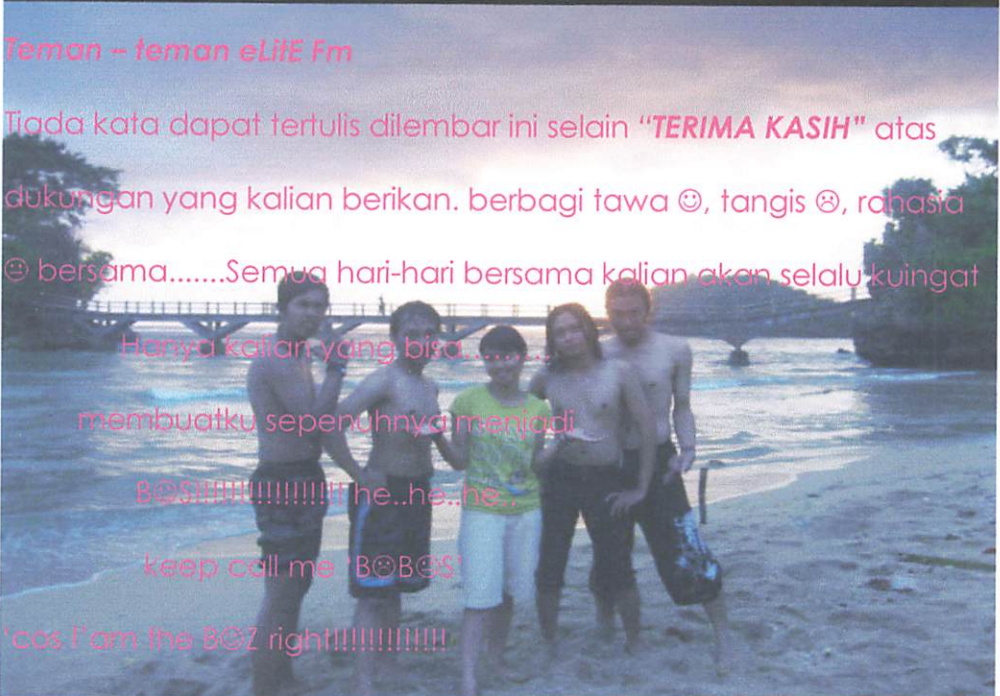 Teman – teman eLitE Fm
Tiada kata dapat tertulis dilembar ini selain “TERIMA KASIH” atas
dukungan yang kalian berikan. berbagi tawa ☺, tangis ☹, rahasia
😐 bersama.......Semua hari-hari bersama kalian akan selalu kuingat
Hanya kalian yang bisa..........
membuatku sepenuhnya menjadi
B☹S!!!!!!!!!!!!!!!!! he..he..he..
keep call me ‘B☹B☹S’
‘cos I’am the B☺Z right!!!!!!!!!!!!!